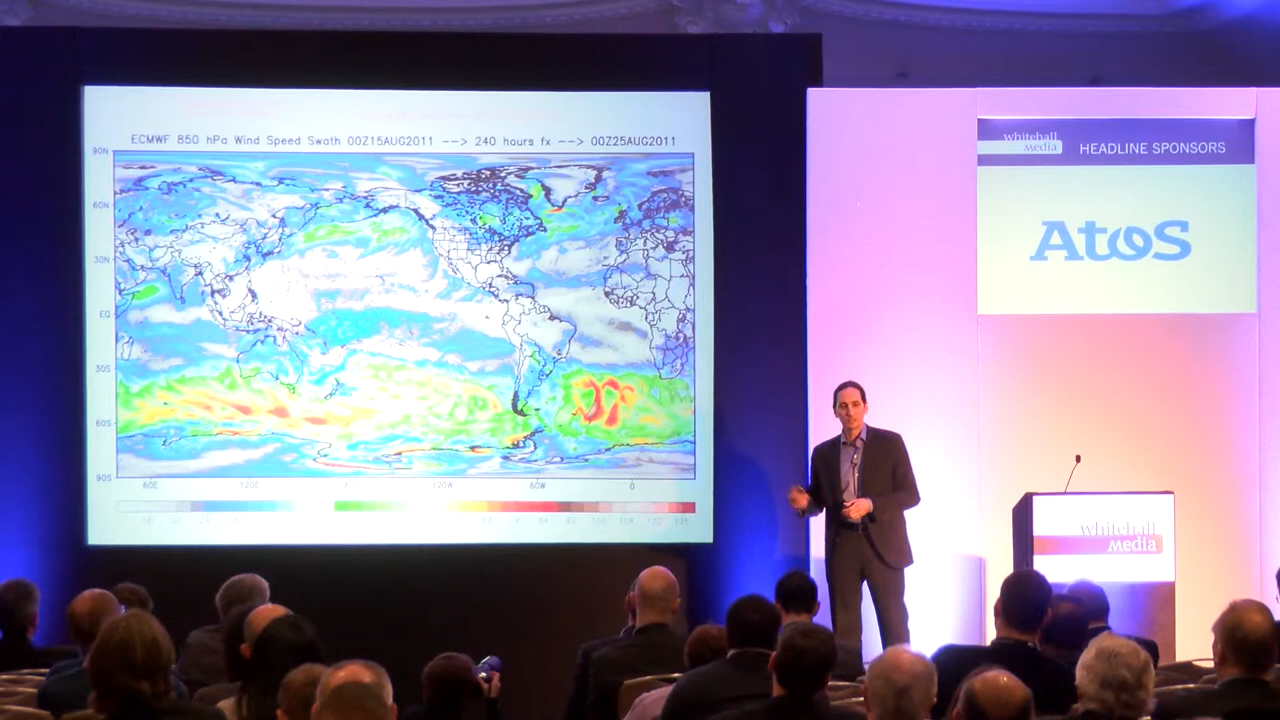 ECMWF 850 hPa Wind Speed Swath 00Z15AUG2011 --> 240 hours fx --> 00Z25AUG2011
90N
60N
30N
EQ
30S
60S
90S
60E 120E 120W 60W 0
whitehall
media
HEADLINE SPONSORS
Atos
whitehall
media